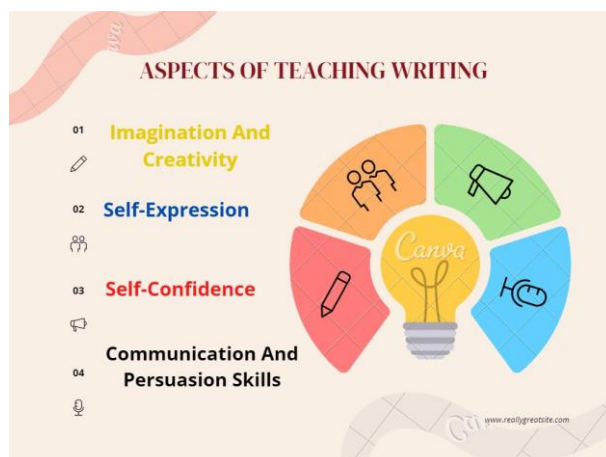 ASPECTS OF TEACHING WRITING
01
Imagination And
Creativity
02
Self-Expression
03
Self-Confidence
04
Communication And
Persuasion Skills
Canva
www.reallygreatsite.com